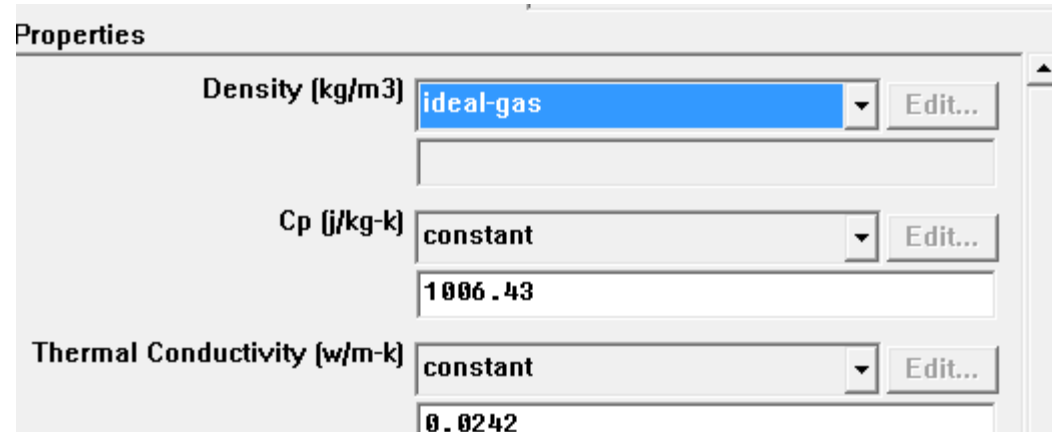 Properties
Density (kg/m3) ideal-gas Edit...
Cp (j/kg-k) constant Edit...
1006.43
Thermal Conductivity (w/m-k) constant Edit...
0.0242